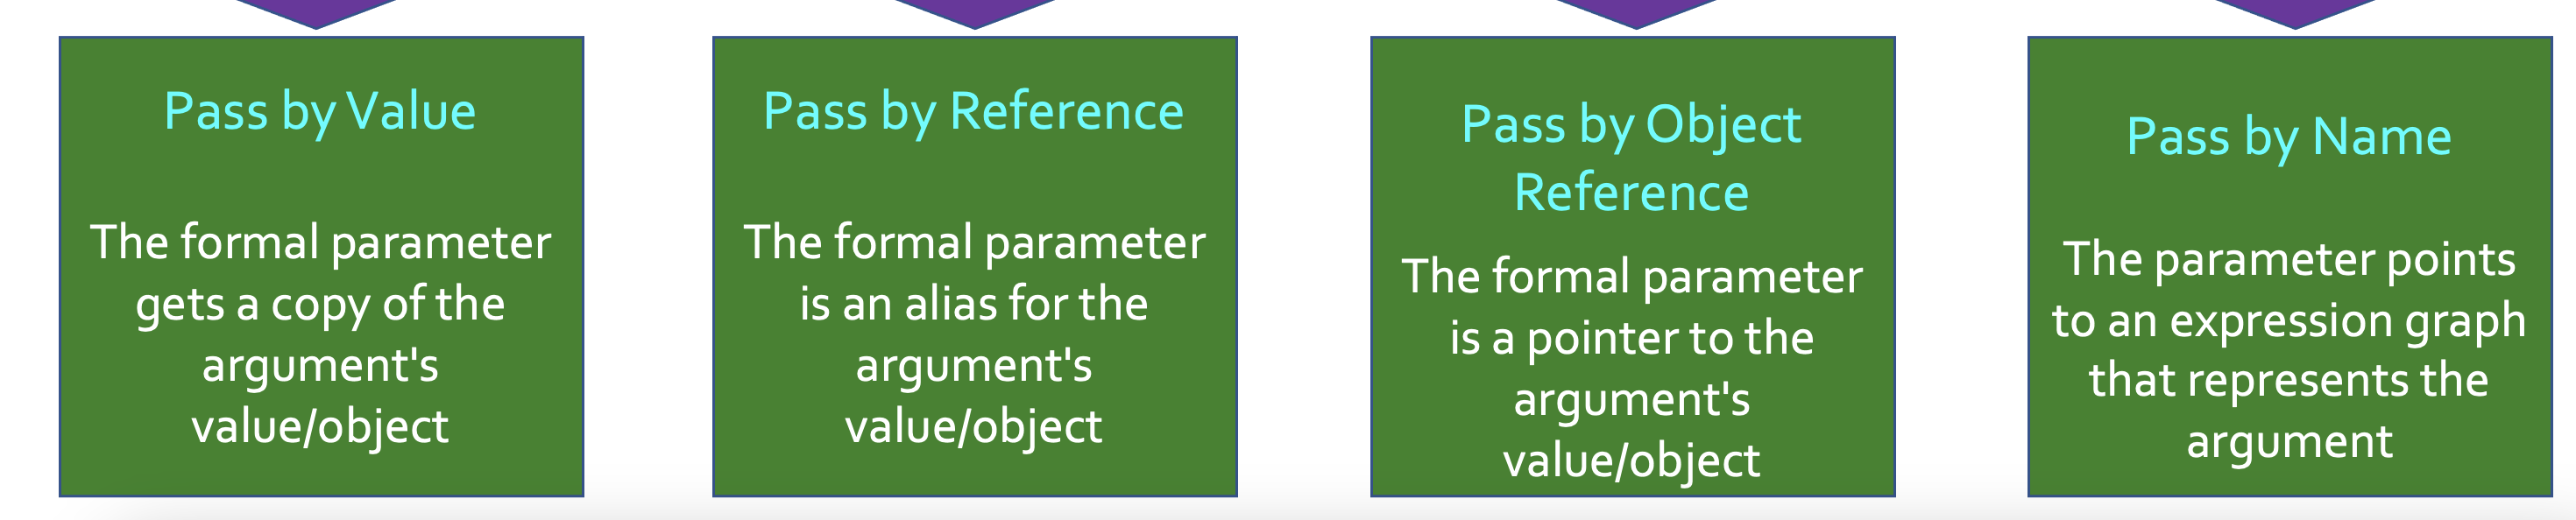 Pass by Value
The formal parameter
gets a copy of the
argument's
value/object
Pass by Reference
The formal parameter
is an alias for the
argument's
value/object
Pass by Object
Reference
The formal parameter
is a pointer to the
argument's
value/object
Pass by Name
The parameter points
to an expression graph
that represents the
argument